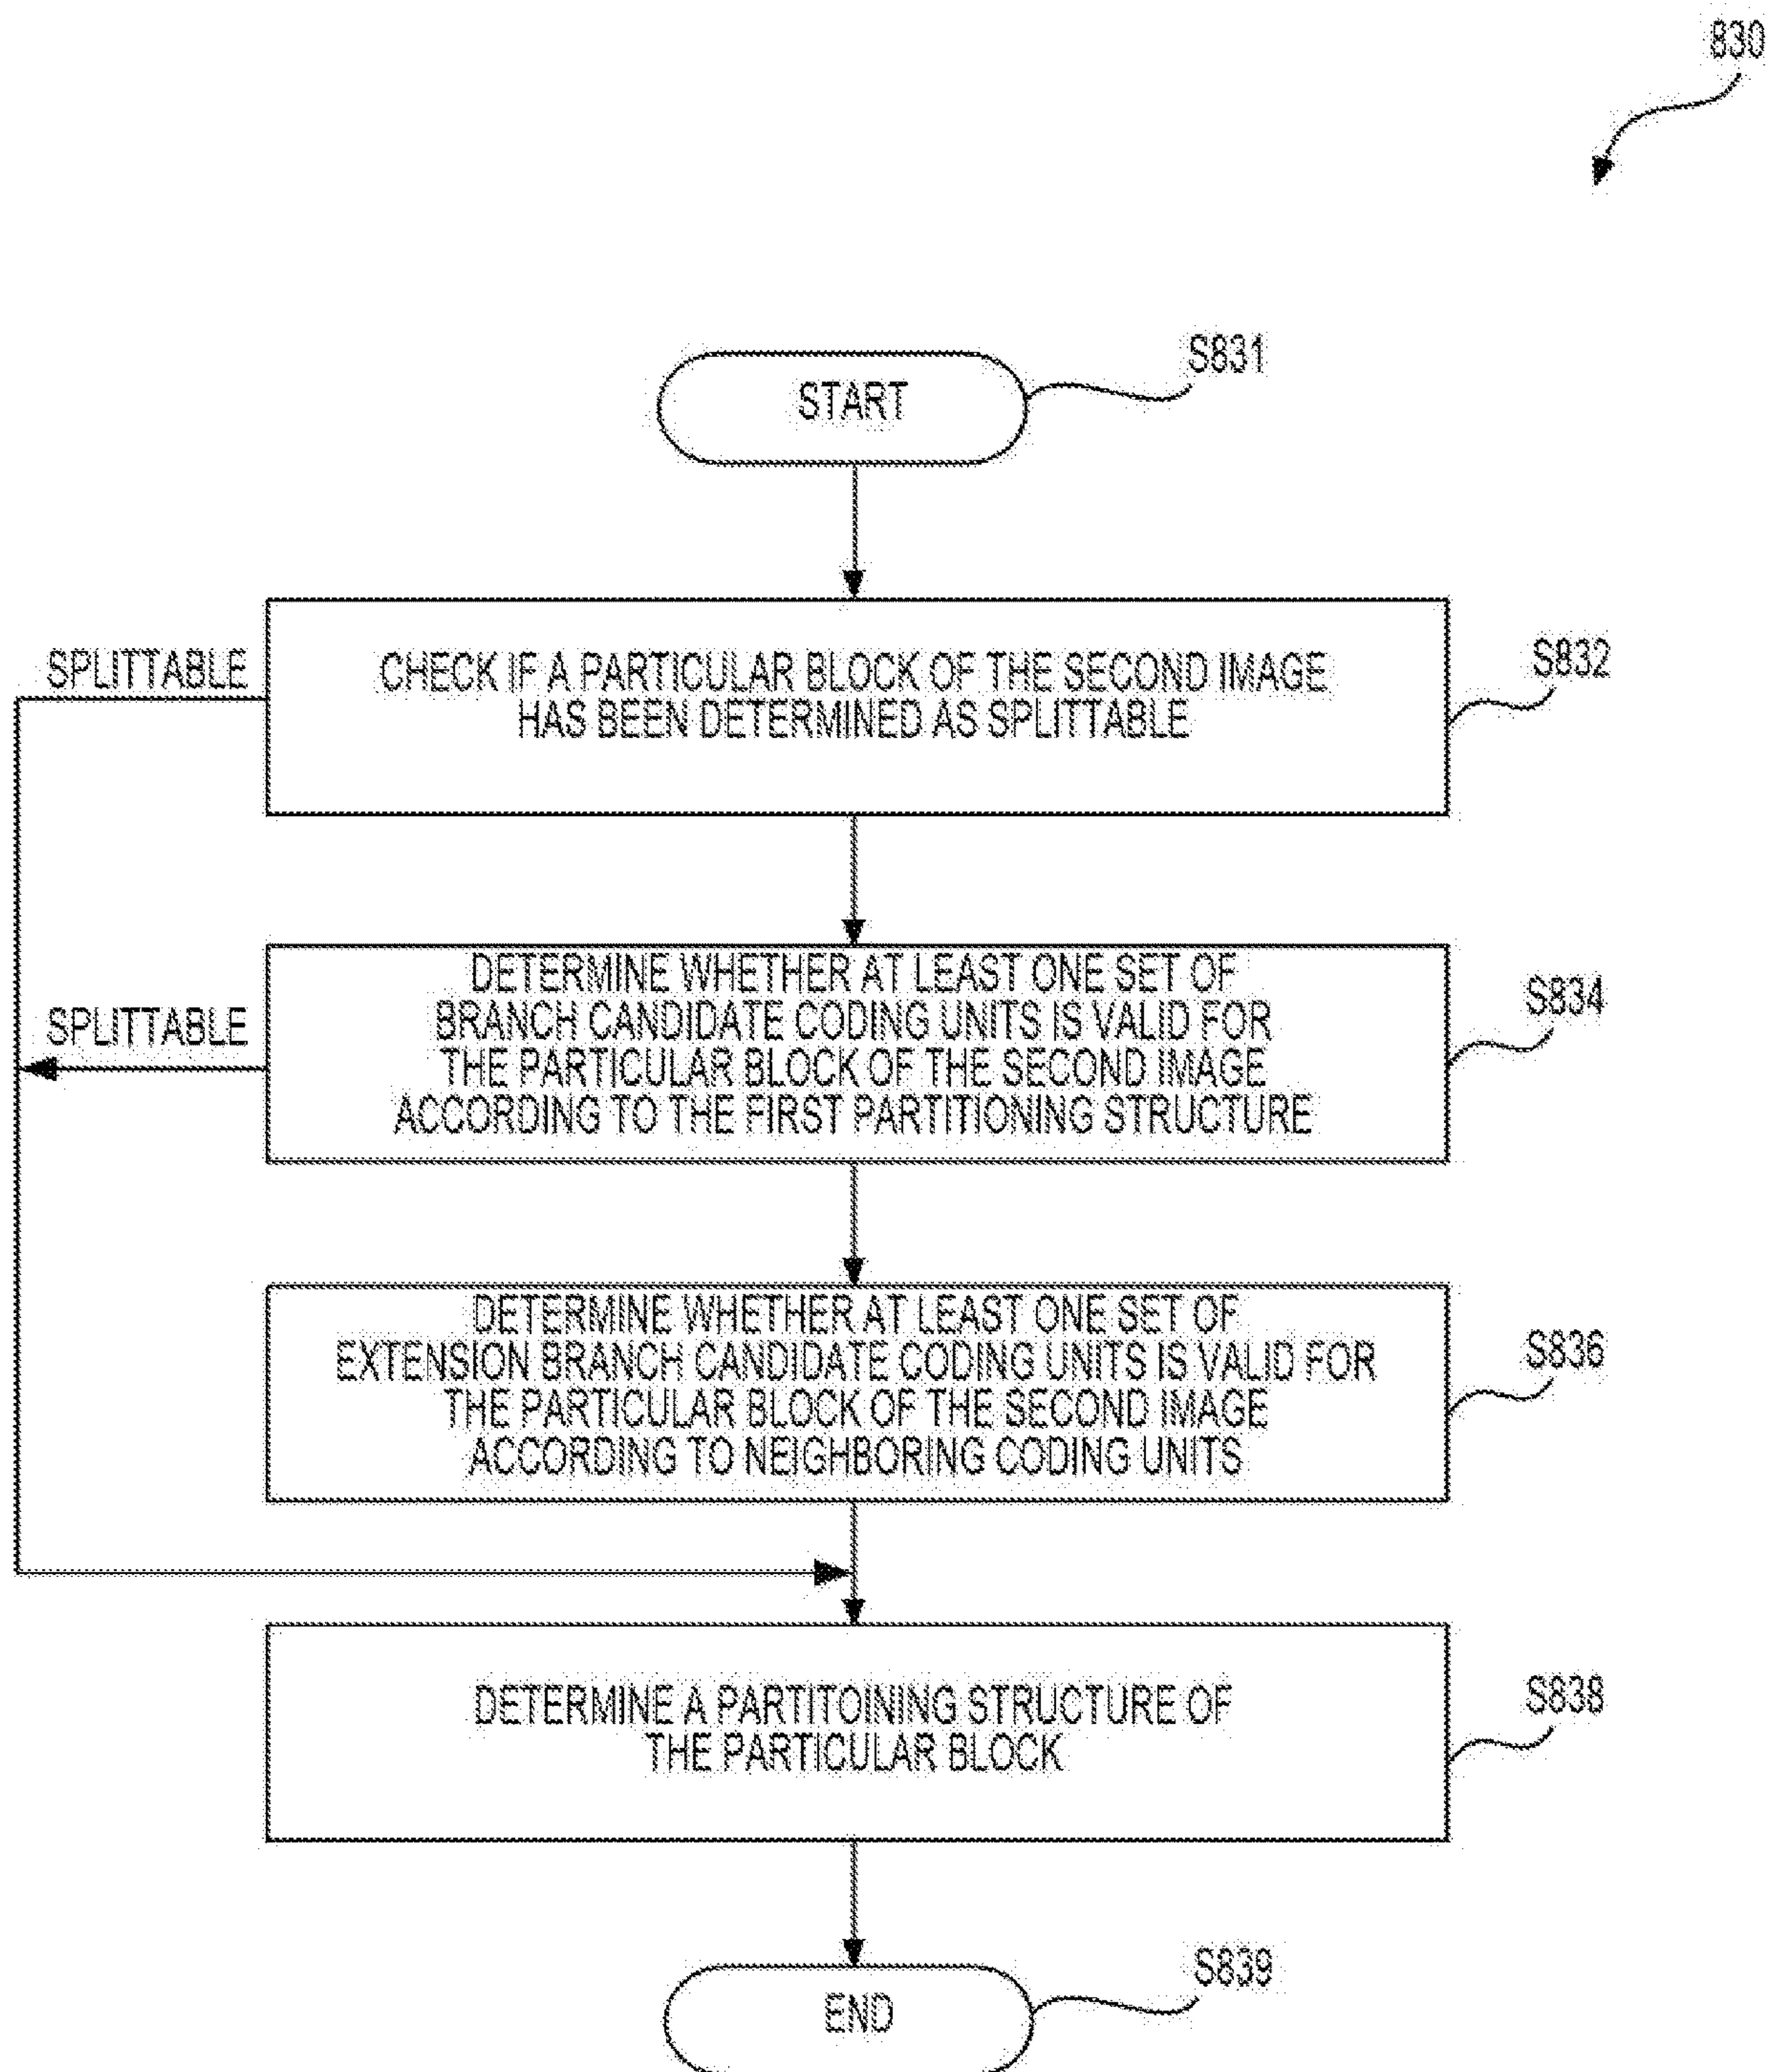 830
START
S831
SPLITTABLE
CHECK IF A PARTICULAR BLOCK OF THE SECOND IMAGE
HAS BEEN DETERMINED AS SPLITTABLE
S832
SPLITTABLE
DETERMINE WHETHER AT LEAST ONE SET OF
BRANCH CANDIDATE CODING UNITS IS VALID FOR
THE PARTICULAR BLOCK OF THE SECOND IMAGE
ACCORDING TO THE FIRST PARTITIONING STRUCTURE
S834
DETERMINE WHETHER AT LEAST ONE SET OF
EXTENSION BRANCH CANDIDATE CODING UNITS IS VALID FOR
THE PARTICULAR BLOCK OF THE SECOND IMAGE
ACCORDING TO NEIGHBORING CODING UNITS
S836
DETERMINE A PARTITOINING STRUCTURE OF
THE PARTICULAR BLOCK
S838
END
S839